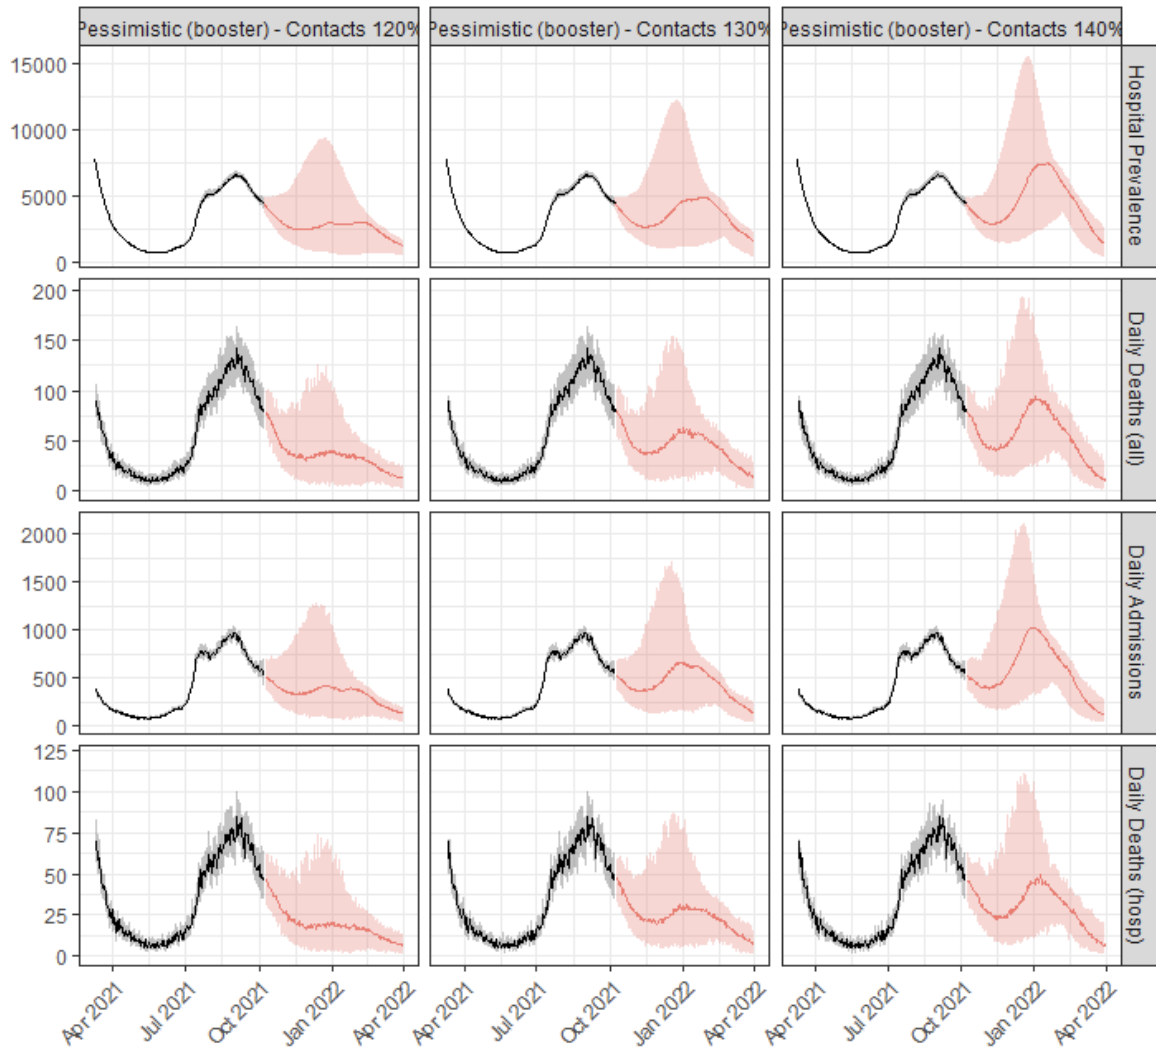 Pessimistic (booster) - Contacts 120%
Pessimistic (booster) - Contacts 130%
Pessimistic (booster) - Contacts 140%
15000
10000
5000
0
Hospital Prevalence
200
150
100
50
0
Daily Deaths (all)
2000
1500
1000
500
0
Daily Admissions
125
100
75
50
25
0
Daily Deaths (hosp)
Apr 2021
Jul 2021
Oct 2021
Jan 2022
Apr 2022
Apr 2021
Jul 2021
Oct 2021
Jan 2022
Apr 2022
Apr 2021
Jul 2021
Oct 2021
Jan 2022
Apr 2022